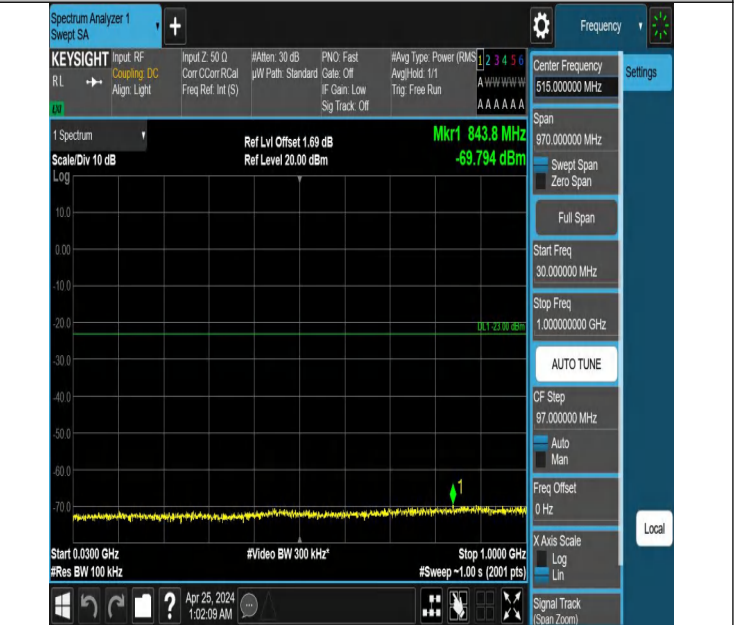 Spectrum Analyzer 1
Swept SA
+
Frequency
KEYSIGHT
RL
Input: RF
Coupling: DC
Align: Light
Input Z: 50 Ω
Corr CCorr RCal
Freq Ref: Int (S)
#Atten: 30 dB
µW Path: Standard
PNO: Fast
Gate: Off
IF Gain: Low
Sig Track: Off
#Avg Type: Power (RMS
Avg|Hold: 1/1
Trig: Free Run
1 2 3 4 5 6
A W W W W W
A A A A A A
1 Spectrum
Scale/Div 10 dB
Log
Ref Lvl Offset 1.69 dB
Ref Level 20.00 dBm
Mkr1 843.8 MHz
-69.794 dBm
10.0
0.00
-10.0
-20.0
DL1 -23.00 dBm
-30.0
-40.0
-50.0
-60.0
-70.0
1
Start 0.0300 GHz
#Res BW 100 kHz
#Video BW 300 kHz*
Stop 1.0000 GHz
#Sweep ~1.00 s (2001 pts)
Center Frequency
515.000000 MHz
Settings
Span
970.000000 MHz
Swept Span
Zero Span
Full Span
Start Freq
30.000000 MHz
Stop Freq
1.000000000 GHz
AUTO TUNE
CF Step
97.000000 MHz
Auto
Man
Freq Offset
0 Hz
X Axis Scale
Log
Lin
Local
Signal Track
(Span Zoom)
?
Apr 25, 2024
1:02:09 AM